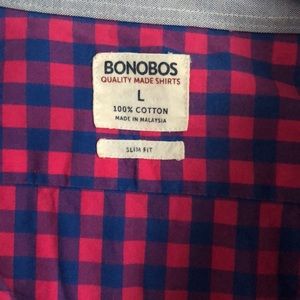 BONOBOS
QUALITY MADE SHIRTS
L
100% COTTON
MADE IN MALAYSIA
SLIM FIT